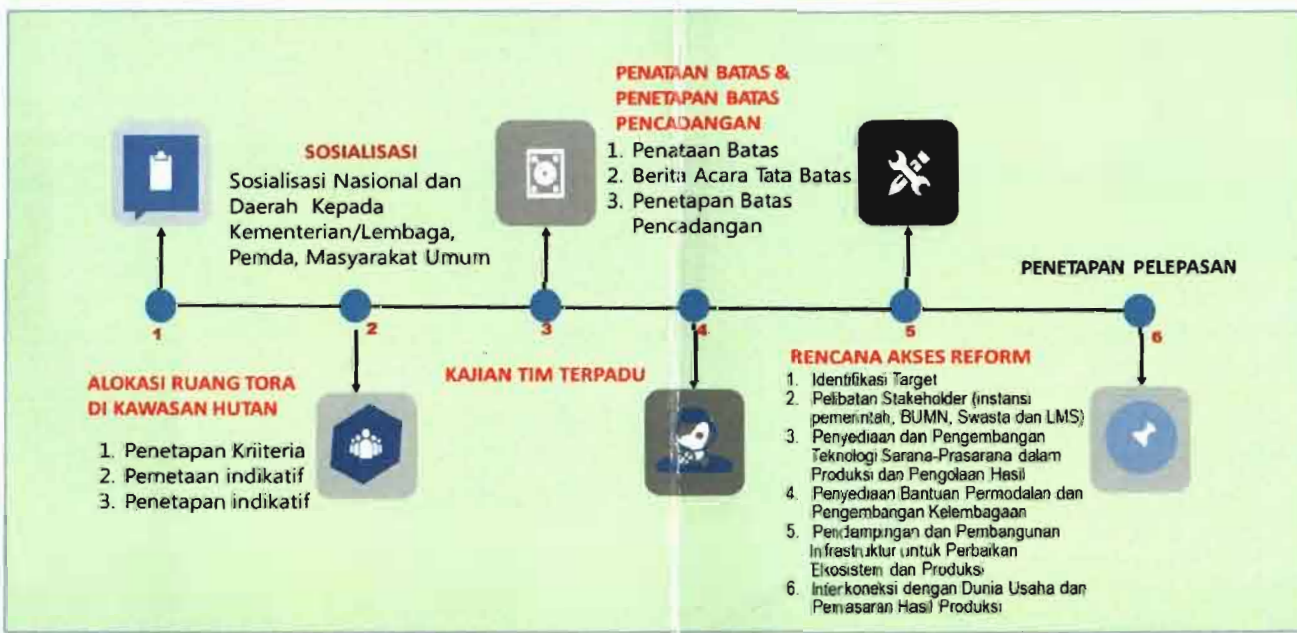 1
ALOKASI RUANG TORA
DI KAWASAN HUTAN
1. Penetapan Kriiteria
2. Pemetaan indikatif
3. Penetapan indikatif
SOSIALISASI
Sosialisasi Nasional dan
Daerah Kepada
Kementerian/Lembaga,
Pemda, Masyarakat Umum
2
3
KAJIAN TIM TERPADU
PENATAAN BATAS &
PENETAPAN BATAS
PENCADANGAN
1. Penataan Batas
2. Berita Acara Tata Batas
3. Penetapan Batas
Pencadangan
4
5
RENCANA AKSES REFORM
1. Identifikasi Target
2. Pelibatan Stakeholder (instansi
pemerintah, BUMN, Swasta dan LMS)
3. Penyediaan dan Pengembangan
Teknologi Sarana-Prasarana dalam
Produksi dan Pengolaan Hasil
4. Penyediaan Bantuan Permodalan dan
Pengembangan Kelembagaan
5. Pendampingan dan Pembangunan
Infrastruktur untuk Perbaikan
Ekosistem dan Produksi
6. Interkoneksi dengan Dunia Usaha dan
Pemasaran Hasil Produksi
PENETAPAN PELEPASAN
6